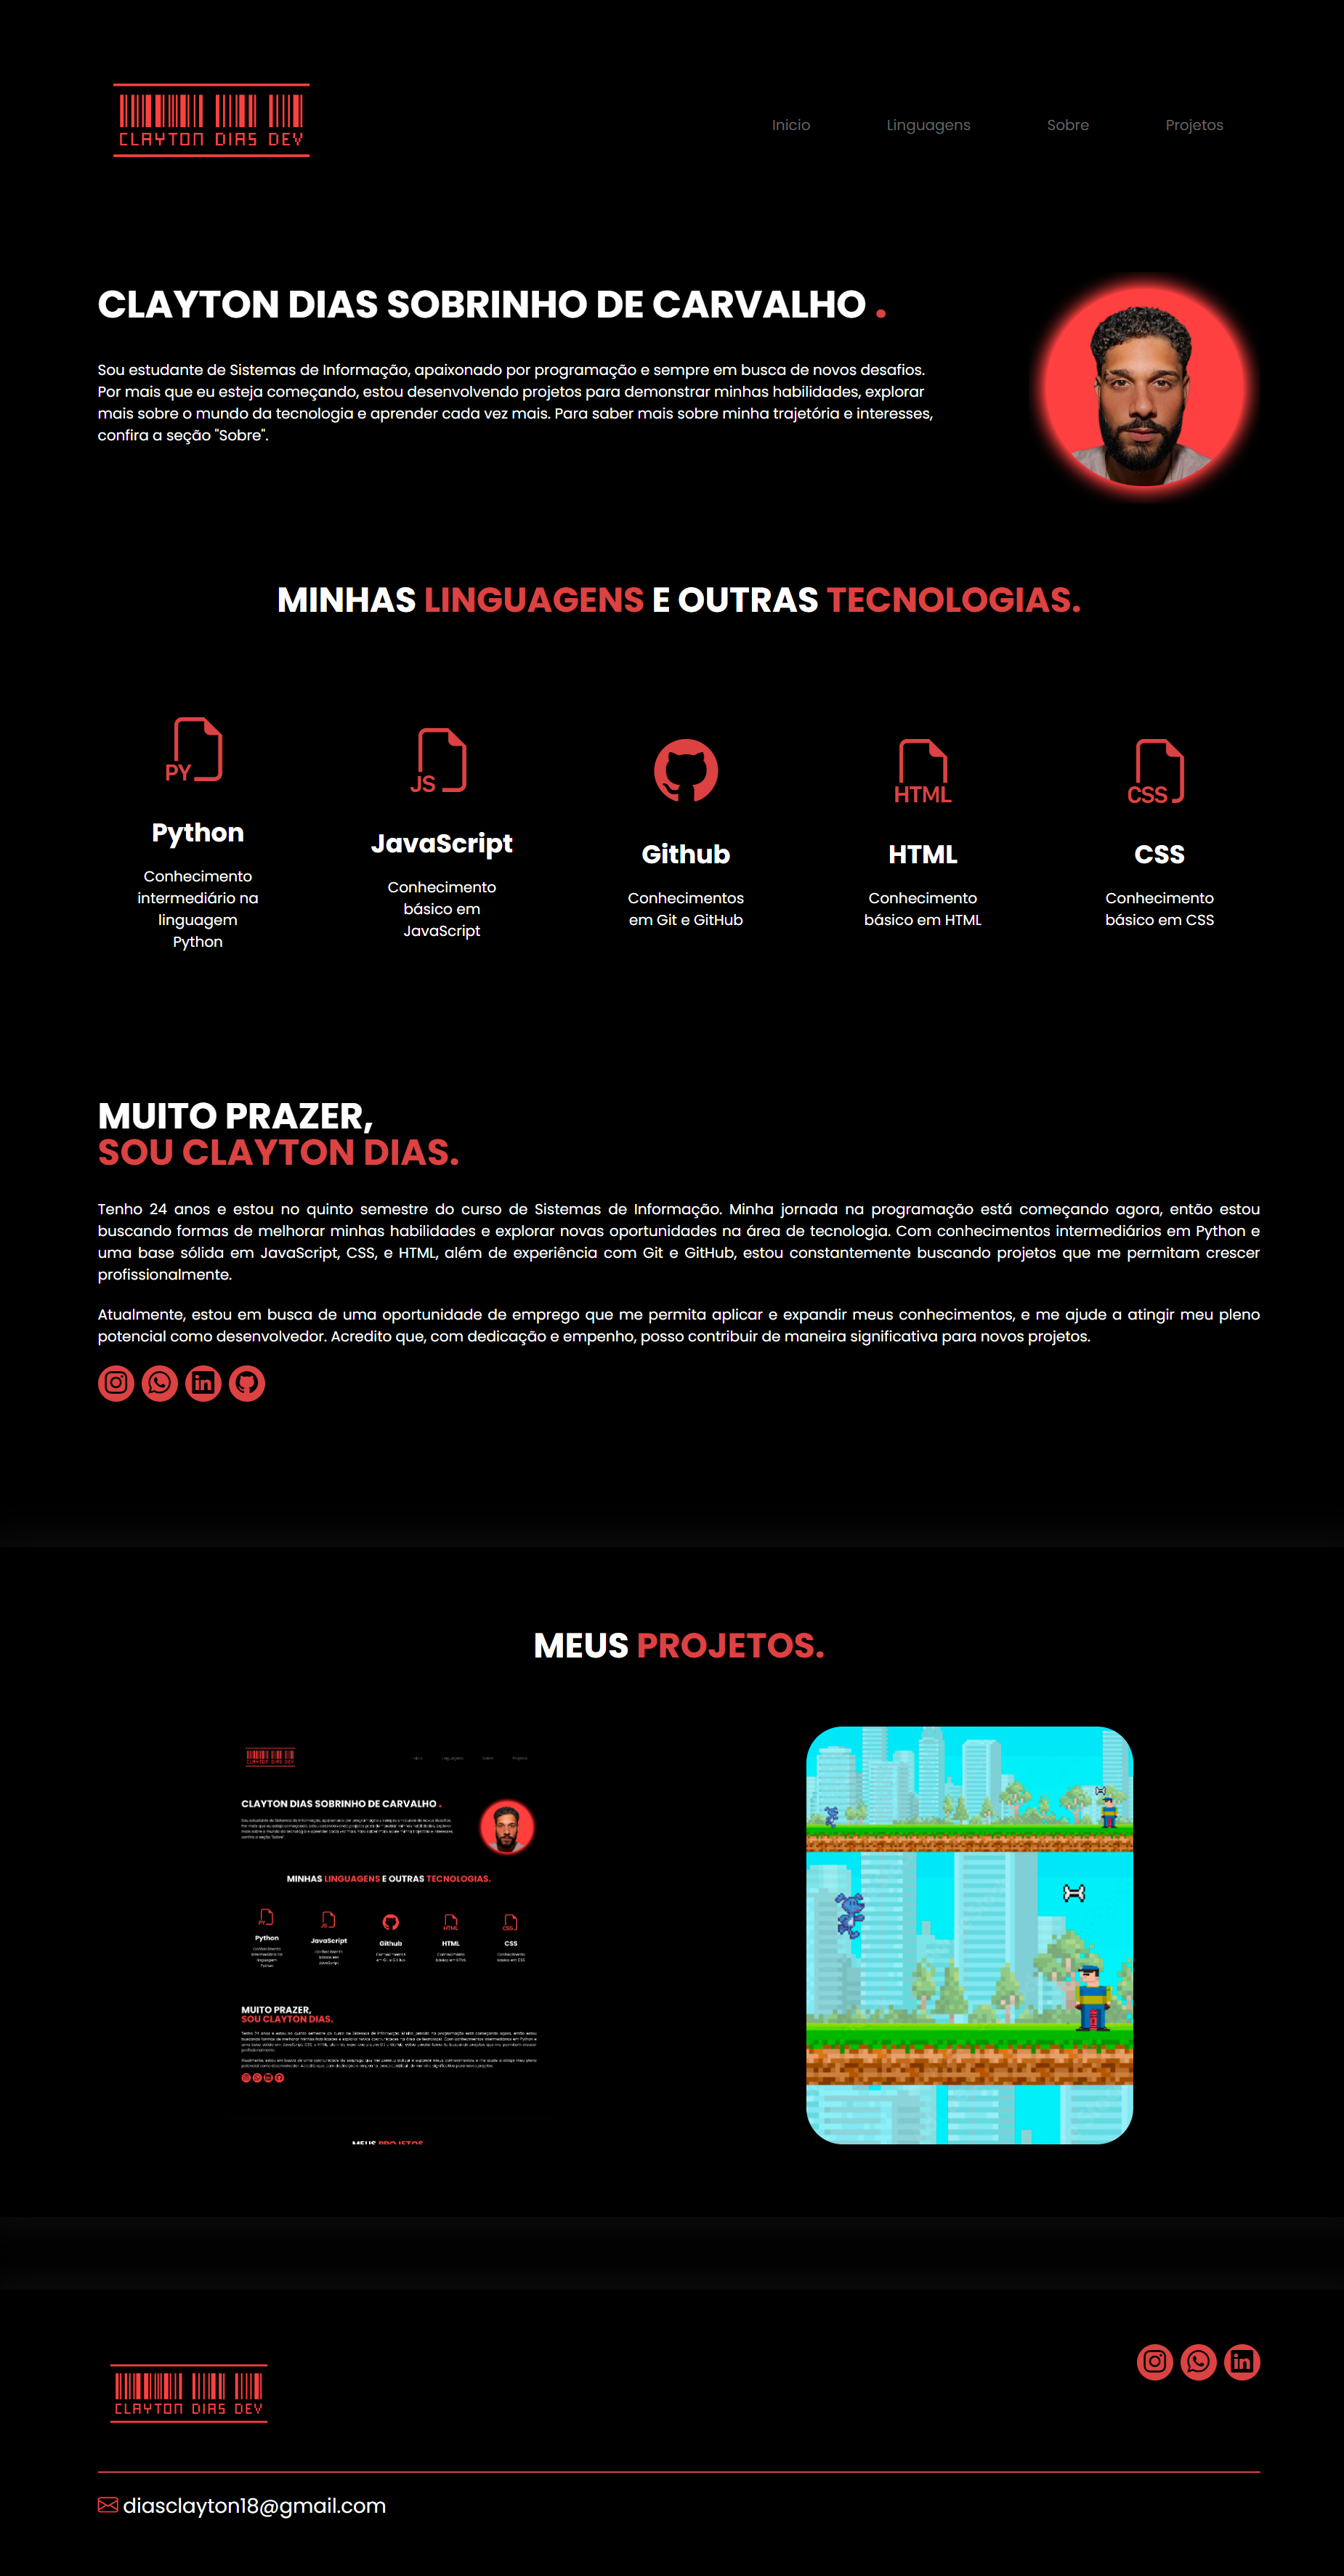 CLAYTON DIAS DEV
Inicio
Linguagens
Sobre
Projetos
CLAYTON DIAS SOBRINHO DE CARVALHO .
Sou estudante de Sistemas de Informação, apaixonado por programação e sempre em busca de novos desafios.
Por mais que eu esteja começando, estou desenvolvendo projetos para demonstrar minhas habilidades, explorar
mais sobre o mundo da tecnologia e aprender cada vez mais. Para saber mais sobre minha trajetória e interesses,
confira a seção "Sobre".
MINHAS LINGUAGENS E OUTRAS TECNOLOGIAS.
PY
Python
Conhecimento
intermediário na
linguagem
Python
JS
JavaScript
Conhecimento
básico em
JavaScript
Github
Conhecimentos
em Git e GitHub
HTML
HTML
Conhecimento
básico em HTML
CSS
CSS
Conhecimento
básico em CSS
MUITO PRAZER,
SOU CLAYTON DIAS.
Tenho 24 anos e estou no quinto semestre do curso de Sistemas de Informação. Minha jornada na programação está começando agora, então estou
buscando formas de melhorar minhas habilidades e explorar novas oportunidades na área de tecnologia. Com conhecimentos intermediários em Python e
uma base sólida em JavaScript, CSS, e HTML, além de experiência com Git e GitHub, estou constantemente buscando projetos que me permitam crescer
profissionalmente.
Atualmente, estou em busca de uma oportunidade de emprego que me permita aplicar e expandir meus conhecimentos, e me ajude a atingir meu pleno
potencial como desenvolvedor. Acredito que, com dedicação e empenho, posso contribuir de maneira significativa para novos projetos.
in
MEUS PROJETOS.
CLAYTON DIAS DEV
CLAYTON DIAS SOBRINHO DE CARVALHO .
MINHAS LINGUAGENS E OUTRAS TECNOLOGIAS.
Python
JavaScript
Github
HTML
CSS
MUITO PRAZER,
SOU CLAYTON DIAS.
MEUS PROJETOS
in
CLAYTON DIAS DEV
diasclayton18@gmail.com